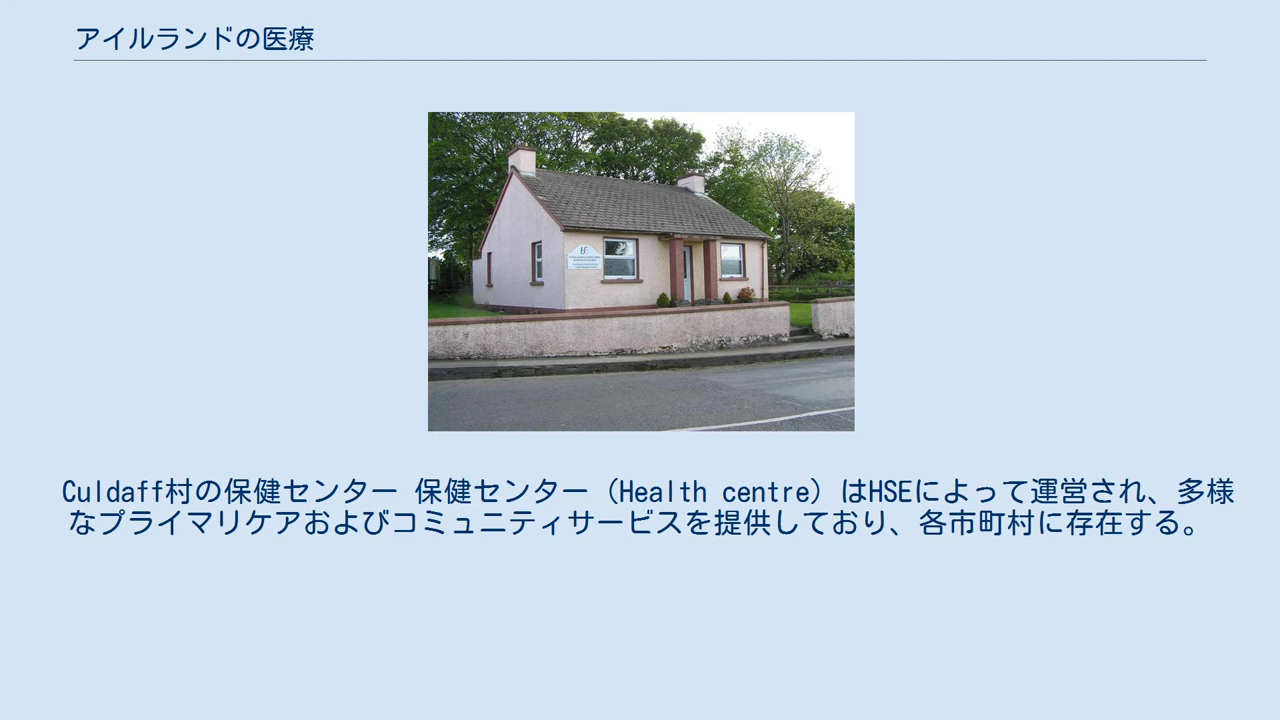 アイルランドの医療
Culdaff村の保健センター 保健センター（Health centre）はHSEによって運営され、多様
なプライマリケアおよびコミュニティサービスを提供しており、各市町村に存在する。